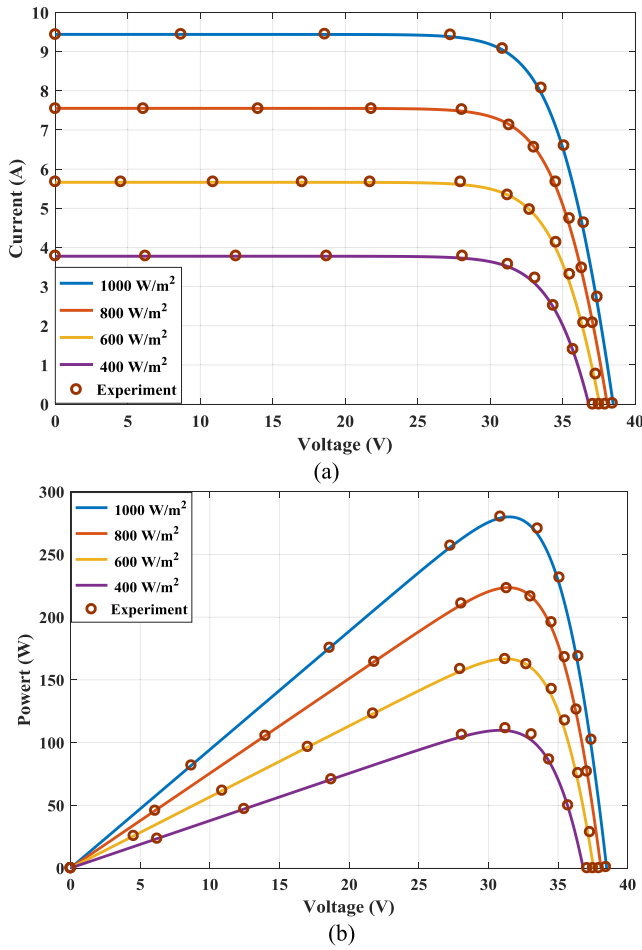 10
9
8
7
6
5
4
3
2
1
0
Current (A)
1000 W/m²
800 W/m²
600 W/m²
400 W/m²
Experiment
0 5 10 15 20 25 30 35 40
Voltage (V)
(a)
300
250
200
150
100
50
0
Powert (W)
1000 W/m²
800 W/m²
600 W/m²
400 W/m²
Experiment
0 5 10 15 20 25 30 35 40
Voltage (V)
(b)